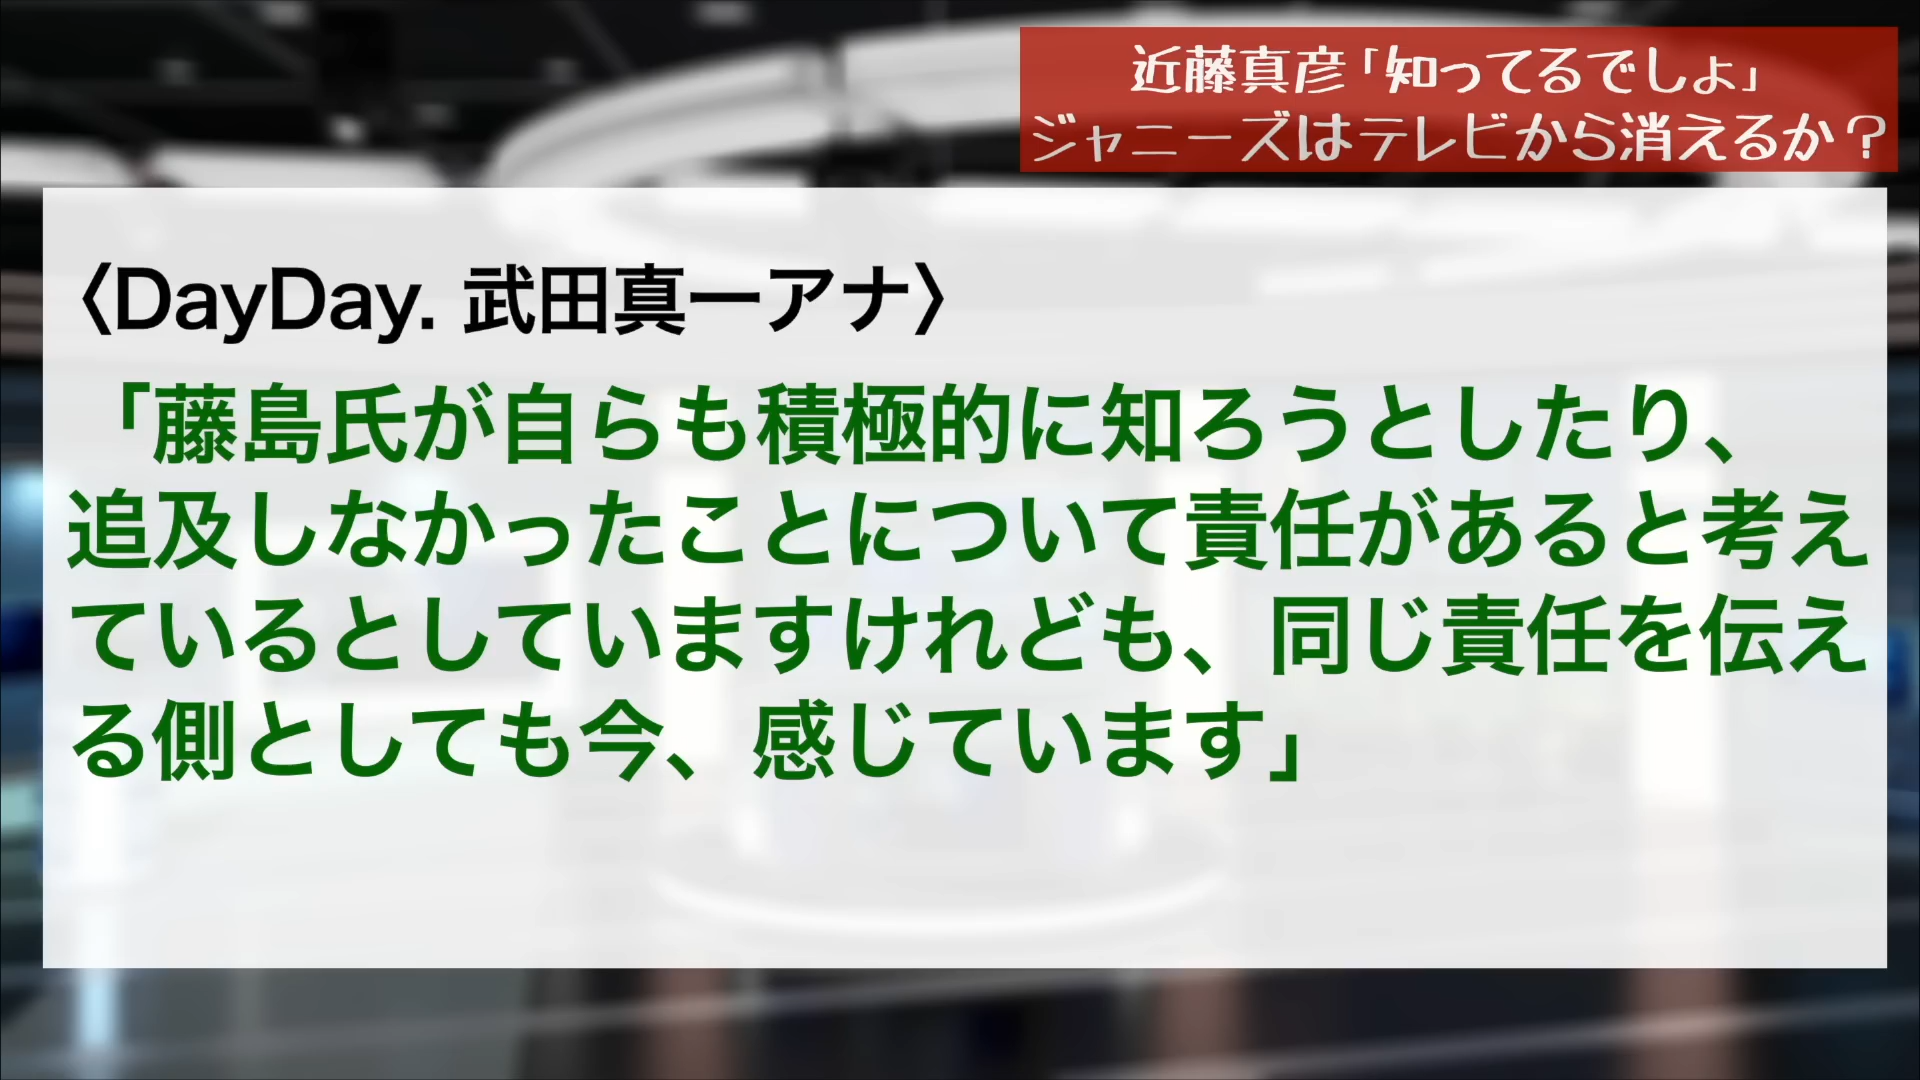 近藤真彦「知ってるでしょ」
ジャニーズはテレビから消えるか？
〈DayDay. 武田真一アナ〉
「藤島氏が自らも積極的に知ろうとしたり、
追及しなかったことについて責任があると考え
ているとしていますけれども、同じ責任を伝え
る側としても今、感じています」